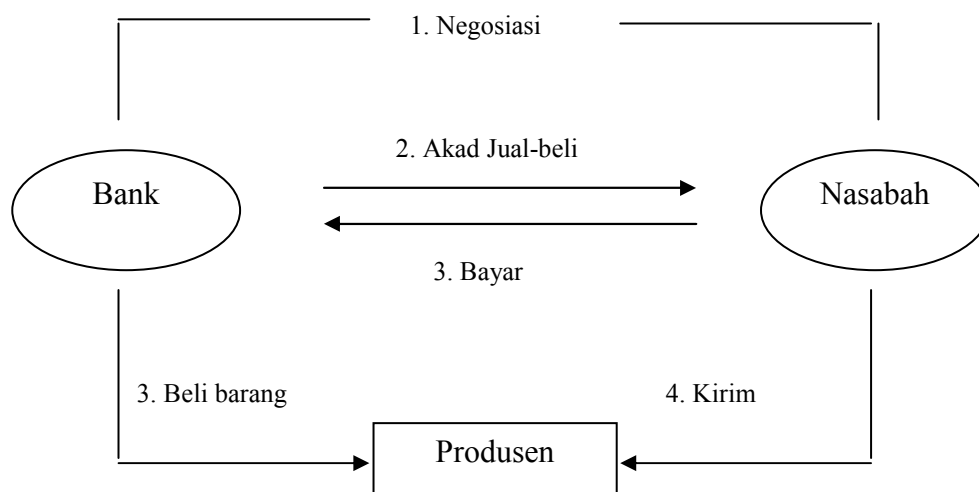 1. Negosiasi
2. Akad Jual-beli
Bank
Nasabah
3. Bayar
3. Beli barang
4. Kirim
Produsen